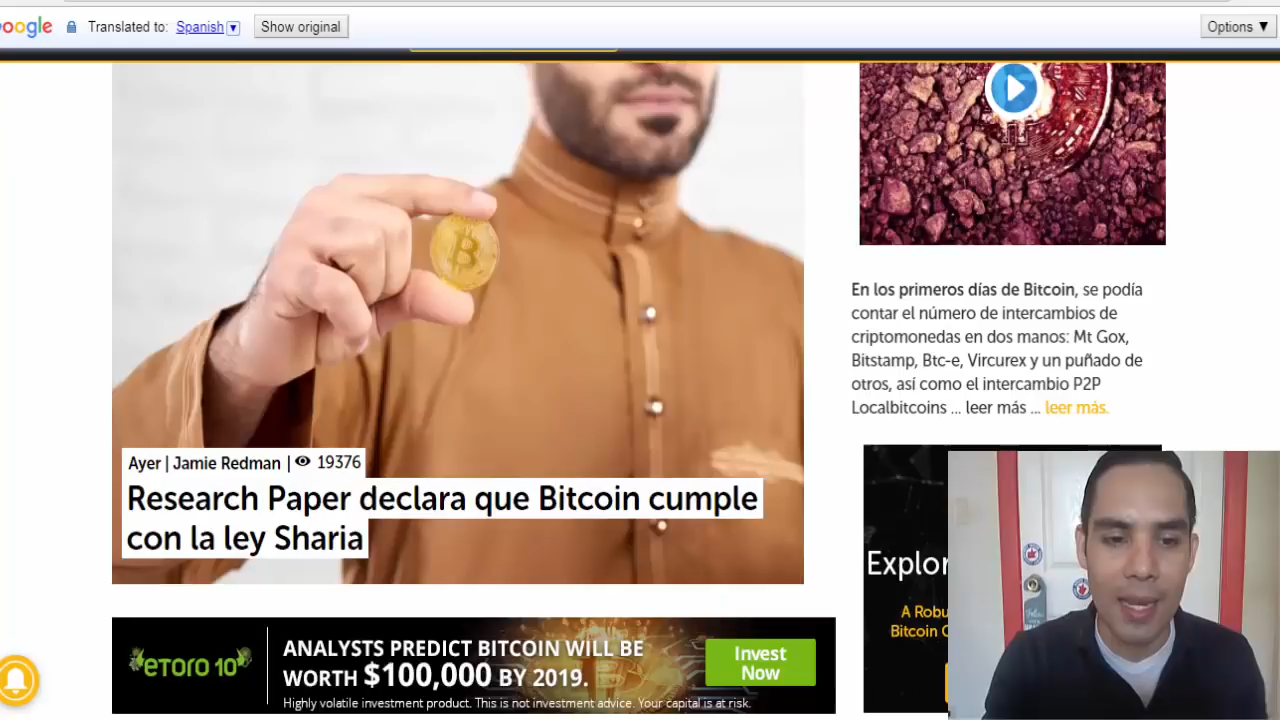 oogle Translated to: Spanish Show original Options ▼
Ayer | Jamie Redman | 19376
Research Paper declara que Bitcoin cumple
con la ley Sharia
En los primeros días de Bitcoin, se podía
contar el número de intercambios de
criptomonedas en dos manos: Mt Gox,
Bitstamp, Btc-e, Vircurex y un puñado de
otros, así como el intercambio P2P
Localbitcoins ... leer más ... leer más.
Explor
A Robu
Bitcoin C
eToro 10
ANALYSTS PREDICT BITCOIN WILL BE
WORTH $100,000 BY 2019.
Highly volatile investment product. This is not investment advice. Your capital is at risk.
Invest
Now